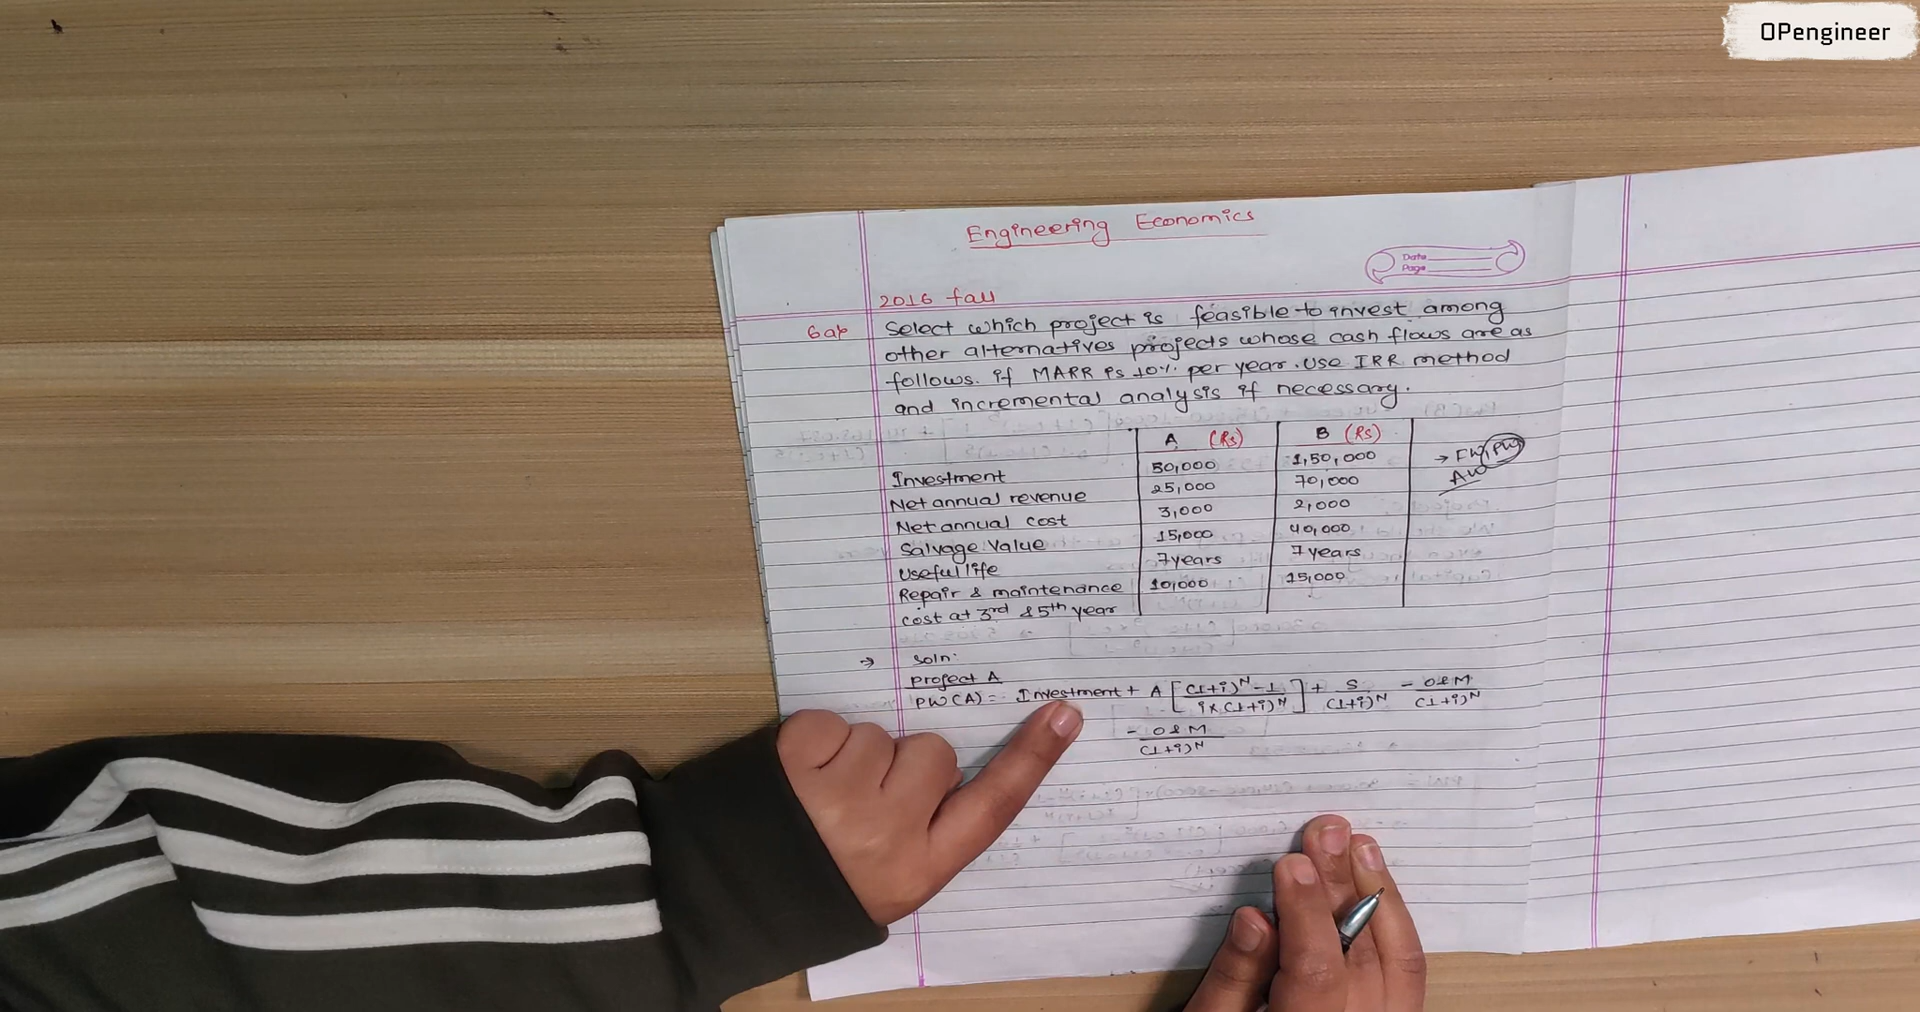 OPengineer
Engineering Economics
Date
Page
2016 fall
6a) Select which project is feasible to invest among
other alternatives projects whose cash flows are as
follows. if MARR is 10% per year. Use IRR method
and incremental analysis if necessary.
A (Rs) B (Rs)
Investment 50,000 1,50,000 → FW, PW,
Net annual revenue 25,000 70,000 AW
Net annual cost 3,000 2,000
Salvage Value 15,000 40,000
Useful life 7years 7years
Repair & maintenance 10,000 15,000
cost at 3rd & 5th year
→ Soln:
Project A
PW(A) = - Investment + A [ (1+i)^N - 1 / i×(1+i)^N ] + S / (1+i)^N - O&M / (1+i)^N
- O&M / (1+i)^N